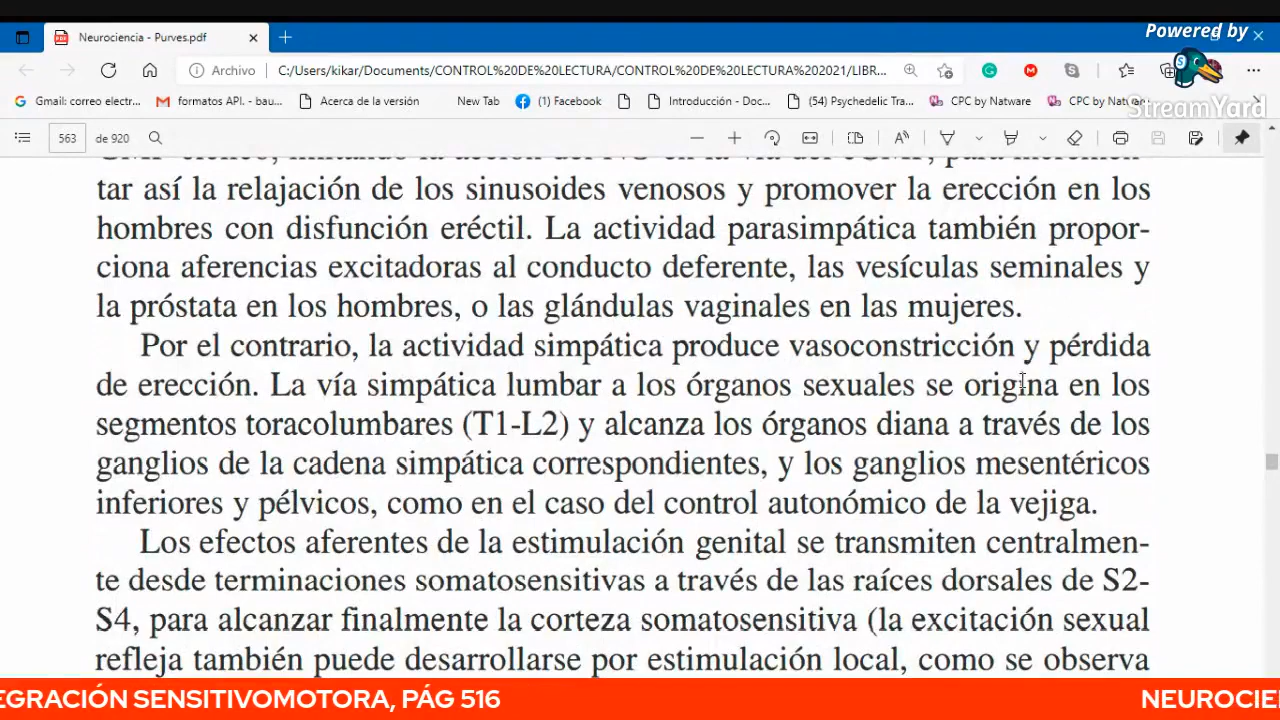 Powered by
Neurociencia - Purves.pdf
Archivo
C:/Users/kikar/Documents/CONTROL%20DE%20LECTURA/CONTROL%20DE%20LECTURA%202021/LIBR...
StreamYard
Gmail: correo electr...
formatos API. - bau...
Acerca de la versión
New Tab
(1) Facebook
Introducción - Doc...
(54) Psychedelic Tra...
CPC by Natware
CPC by Natware
563
de 920
tar así la relajación de los sinusoides venosos y promover la erección en los
hombres con disfunción eréctil. La actividad parasimpática también propor-
ciona aferencias excitadoras al conducto deferente, las vesículas seminales y
la próstata en los hombres, o las glándulas vaginales en las mujeres.
Por el contrario, la actividad simpática produce vasoconstricción y pérdida
de erección. La vía simpática lumbar a los órganos sexuales se origina en los
segmentos toracolumbares (T1-L2) y alcanza los órganos diana a través de los
ganglios de la cadena simpática correspondientes, y los ganglios mesentéricos
inferiores y pélvicos, como en el caso del control autonómico de la vejiga.
Los efectos aferentes de la estimulación genital se transmiten centralmen-
te desde terminaciones somatosensitivas a través de las raíces dorsales de S2-
S4, para alcanzar finalmente la corteza somatosensitiva (la excitación sexual
refleja también puede desarrollarse por estimulación local, como se observa
EGRACIÓN SENSITIVOMOTORA, PÁG 516
NEUROCIE